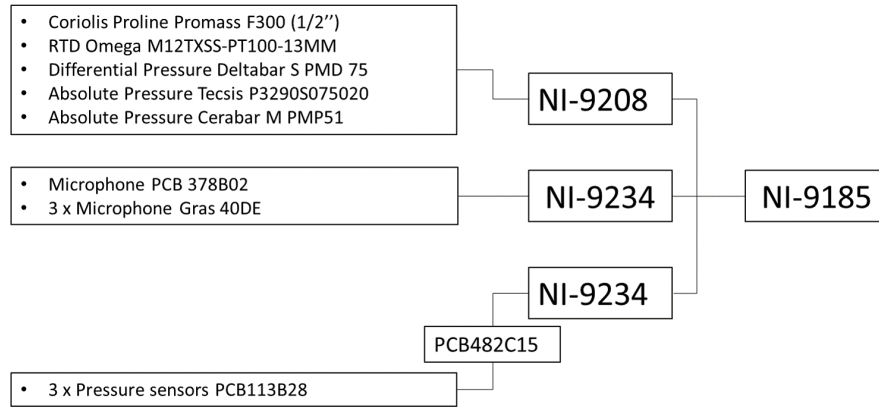 • Coriolis Proline Promass F300 (1/2’’)
• RTD Omega M12TXSS-PT100-13MM
• Differential Pressure Deltabar S PMD 75
• Absolute Pressure Tecsis P3290S075020
• Absolute Pressure Cerabar M PMP51
NI-9208
• Microphone PCB 378B02
• 3 x Microphone Gras 40DE
NI-9234
NI-9185
NI-9234
PCB482C15
• 3 x Pressure sensors PCB113B28